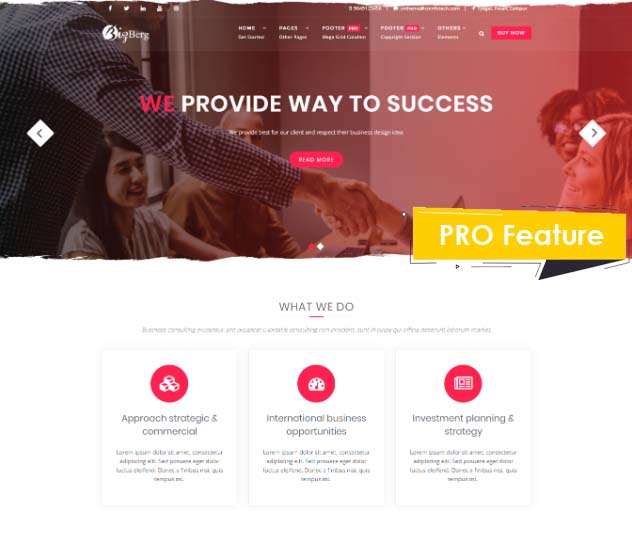 BigBerg
HOME PAGES FOOTER PRO FOOTER PRO OTHERS
Get Started Other Pages Mega Grid Column Copyright Section Elements
BUY NOW
WE PROVIDE WAY TO SUCCESS
We provide best for our client and respect their business design idea
READ MORE
PRO Feature
WHAT WE DO
Business consulting excepteur sint occaecat cupidatat consulting non proident, sunt in culpa qui officia deserunt laborum market.
Approach strategic &
commercial
Lorem ipsum dolor sit amet, consectetur
adipiscing elit. Sed posuere eget dolor
luctus eleifend. Donec a finibus nisi, quis
tempus mi.
International business
opportunities
Lorem ipsum dolor sit amet, consectetur
adipiscing elit. Sed posuere eget dolor
luctus eleifend. Donec a finibus nisi, quis
tempus mi.
Investment planning &
strategy
Lorem ipsum dolor sit amet, consectetur
adipiscing elit. Sed posuere eget dolor
luctus eleifend. Donec a finibus nisi, quis
tempus mi.